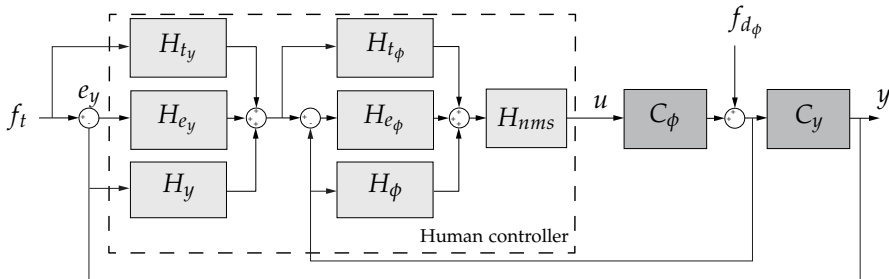 f_t
e_y
H_{t_y}
H_{e_y}
H_y
H_{t_ϕ}
H_{e_ϕ}
H_ϕ
H_{nms}
Human controller
u
C_ϕ
f_{d_ϕ}
C_y
y